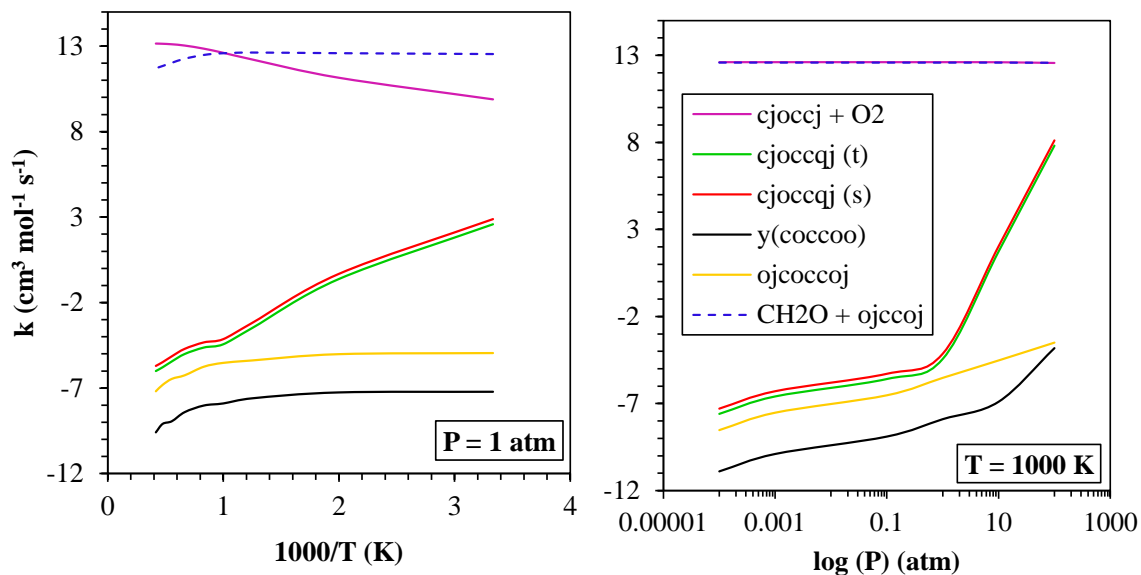 k ((cm³ mol⁻¹ s⁻¹)
13
8
3
-2
-7
-12
0
1
2
3
4
1000/T (K)
P = 1 atm
13
8
3
-2
-7
-12
0.00001
0.001
0.1
10
1000
log (P) (atm)
cjoccj + O2
cjoccqj (t)
cjoccqj (s)
y(coccoo)
ojcoccoj
CH2O + ojccoj
T = 1000 K